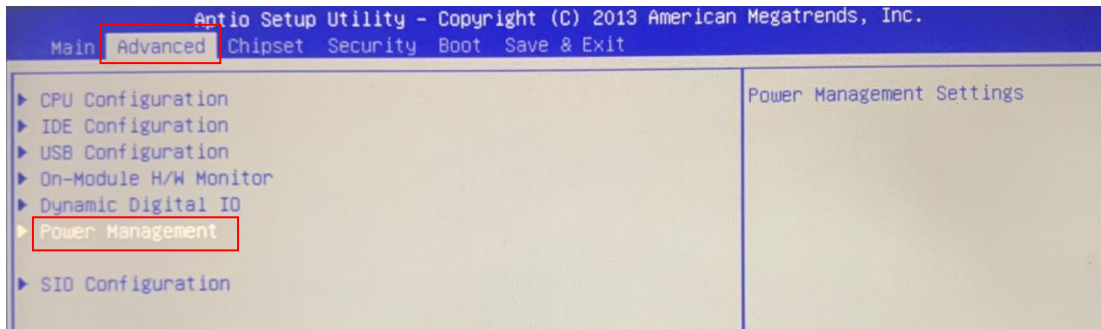 Aptio Setup Utility - Copyright (C) 2013 American Megatrends, Inc.
Main Advanced Chipset Security Boot Save & Exit
CPU Configuration
IDE Configuration
USB Configuration
On-Module H/W Monitor
Dynamic Digital IO
Power Management
SIO Configuration
Power Management Settings